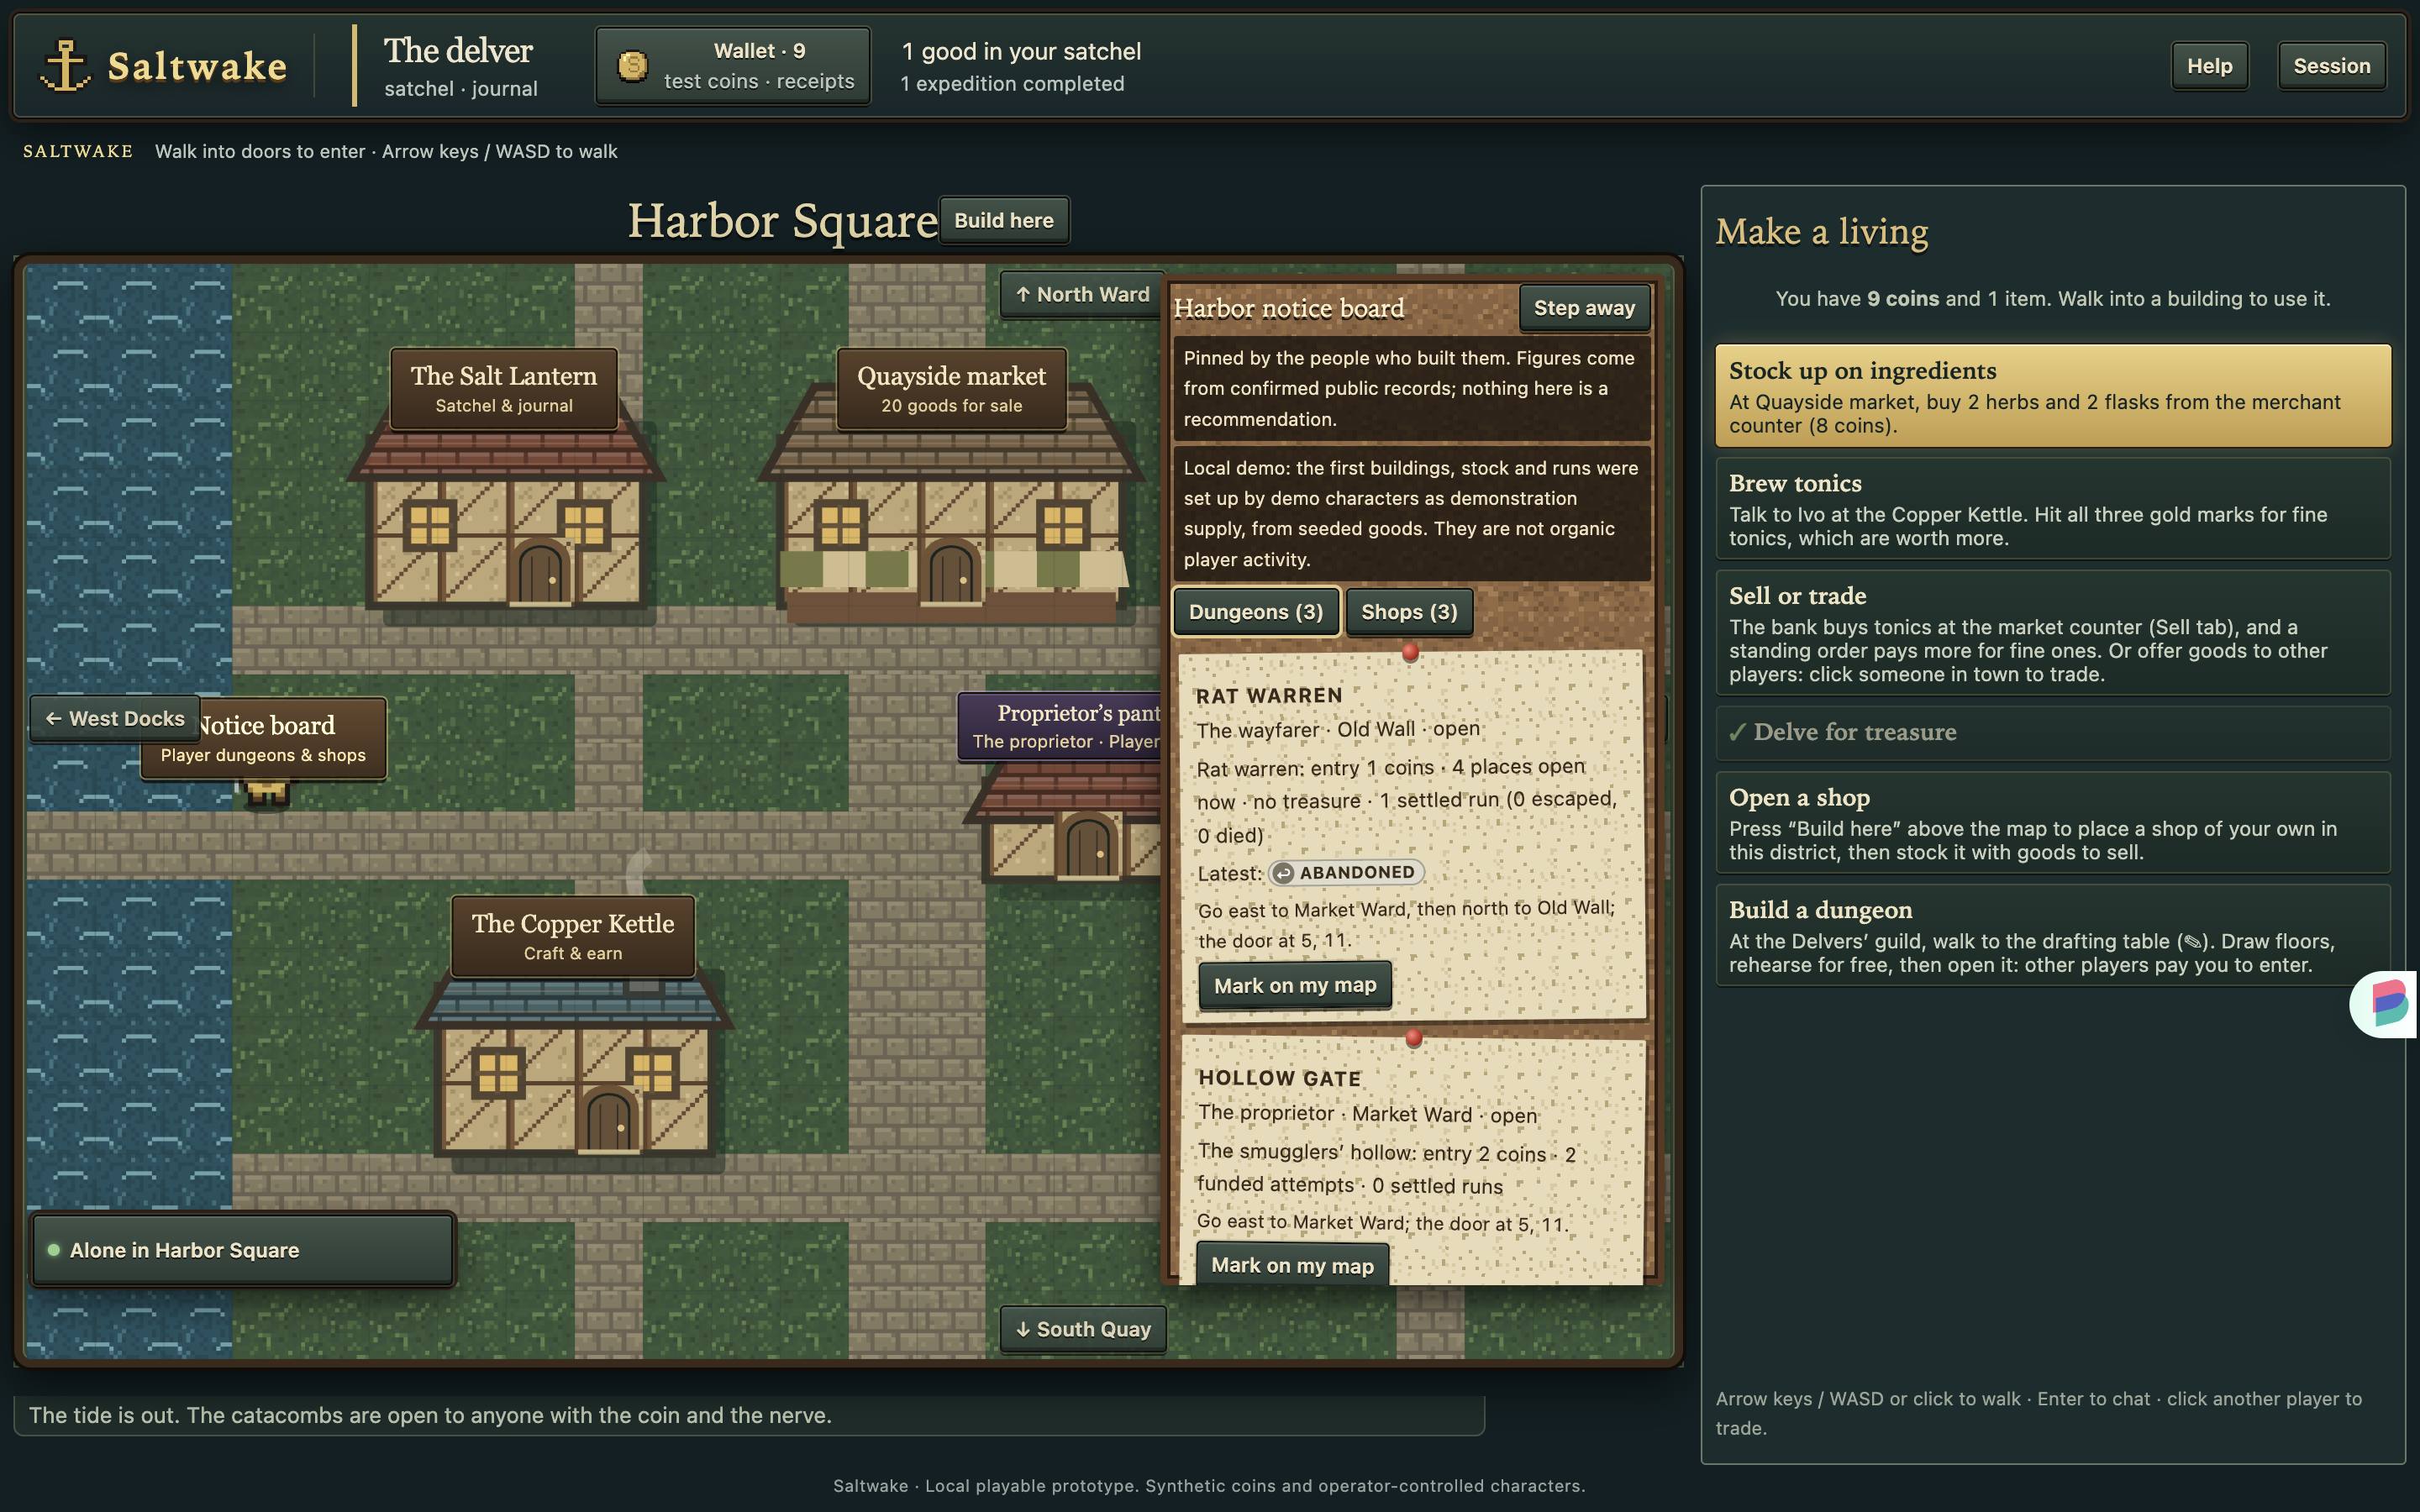 Saltwake
The delver
satchel · journal
Wallet · 9
test coins · receipts
1 good in your satchel
1 expedition completed
Help
Session
SALTWAKE Walk into doors to enter · Arrow keys / WASD to walk
Harbor Square
Build here
↑ North Ward
The Salt Lantern
Satchel & journal
Quayside market
20 goods for sale
← West Docks
Notice board
Player dungeons & shops
Proprietor's pant
The proprietor · Player
The Copper Kettle
Craft & earn
Alone in Harbor Square
↓ South Quay
Harbor notice board
Step away
Pinned by the people who built them. Figures come
from confirmed public records; nothing here is a
recommendation.
Local demo: the first buildings, stock and runs were
set up by demo characters as demonstration
supply, from seeded goods. They are not organic
player activity.
Dungeons (3)
Shops (3)
RAT WARREN
The wayfarer · Old Wall · open
Rat warren: entry 1 coins · 4 places open
now · no treasure · 1 settled run (0 escaped,
0 died)
Latest: ↩ ABANDONED
Go east to Market Ward, then north to Old Wall;
the door at 5, 11.
Mark on my map
HOLLOW GATE
The proprietor · Market Ward · open
The smugglers' hollow: entry 2 coins · 2
funded attempts · 0 settled runs
Go east to Market Ward; the door at 5, 11.
Mark on my map
The tide is out. The catacombs are open to anyone with the coin and the nerve.
Make a living
You have 9 coins and 1 item. Walk into a building to use it.
Stock up on ingredients
At Quayside market, buy 2 herbs and 2 flasks from the merchant
counter (8 coins).
Brew tonics
Talk to Ivo at the Copper Kettle. Hit all three gold marks for fine
tonics, which are worth more.
Sell or trade
The bank buys tonics at the market counter (Sell tab), and a
standing order pays more for fine ones. Or offer goods to other
players: click someone in town to trade.
✓ Delve for treasure
Open a shop
Press “Build here” above the map to place a shop of your own in
this district, then stock it with goods to sell.
Build a dungeon
At the Delvers’ guild, walk to the drafting table (✎). Draw floors,
rehearse for free, then open it: other players pay you to enter.
Arrow keys / WASD or click to walk · Enter to chat · click another player to
trade.
Saltwake · Local playable prototype. Synthetic coins and operator-controlled characters.